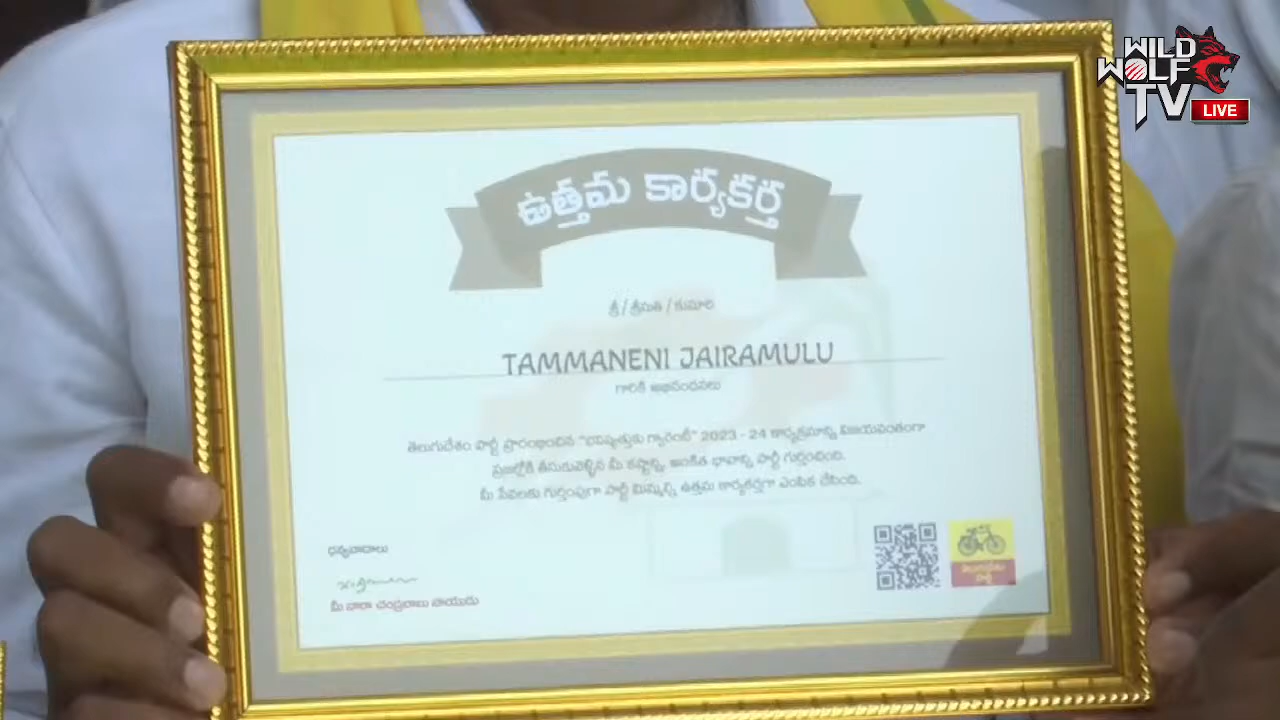 WILD
WOLF
TV
LIVE
ఉత్తమ కార్యకర్త
శ్రీ / శ్రీమతి / కుమారి
TAMMANENI JAIRAMULU
గారికి అభినందనలు
తెలుగుదేశం పార్టీ ప్రారంభించిన "భవిష్యత్తుకు గ్యారెంటీ" 2023 - 24 కార్యక్రమాన్ని విజయవంతంగా
ప్రజల్లోకి తీసుకువెళ్లిన మీ కష్టాన్ని, అంకిత భావాన్ని పార్టీ గుర్తించింది.
మీ సేవలకు గుర్తింపుగా పార్టీ మిమ్మల్ని ఉత్తమ కార్యకర్తగా ఎంపిక చేసింది.
ధన్యవాదాలు
మీ నారా చంద్రబాబు నాయుడు
తెలుగుదేశం
పార్టీ